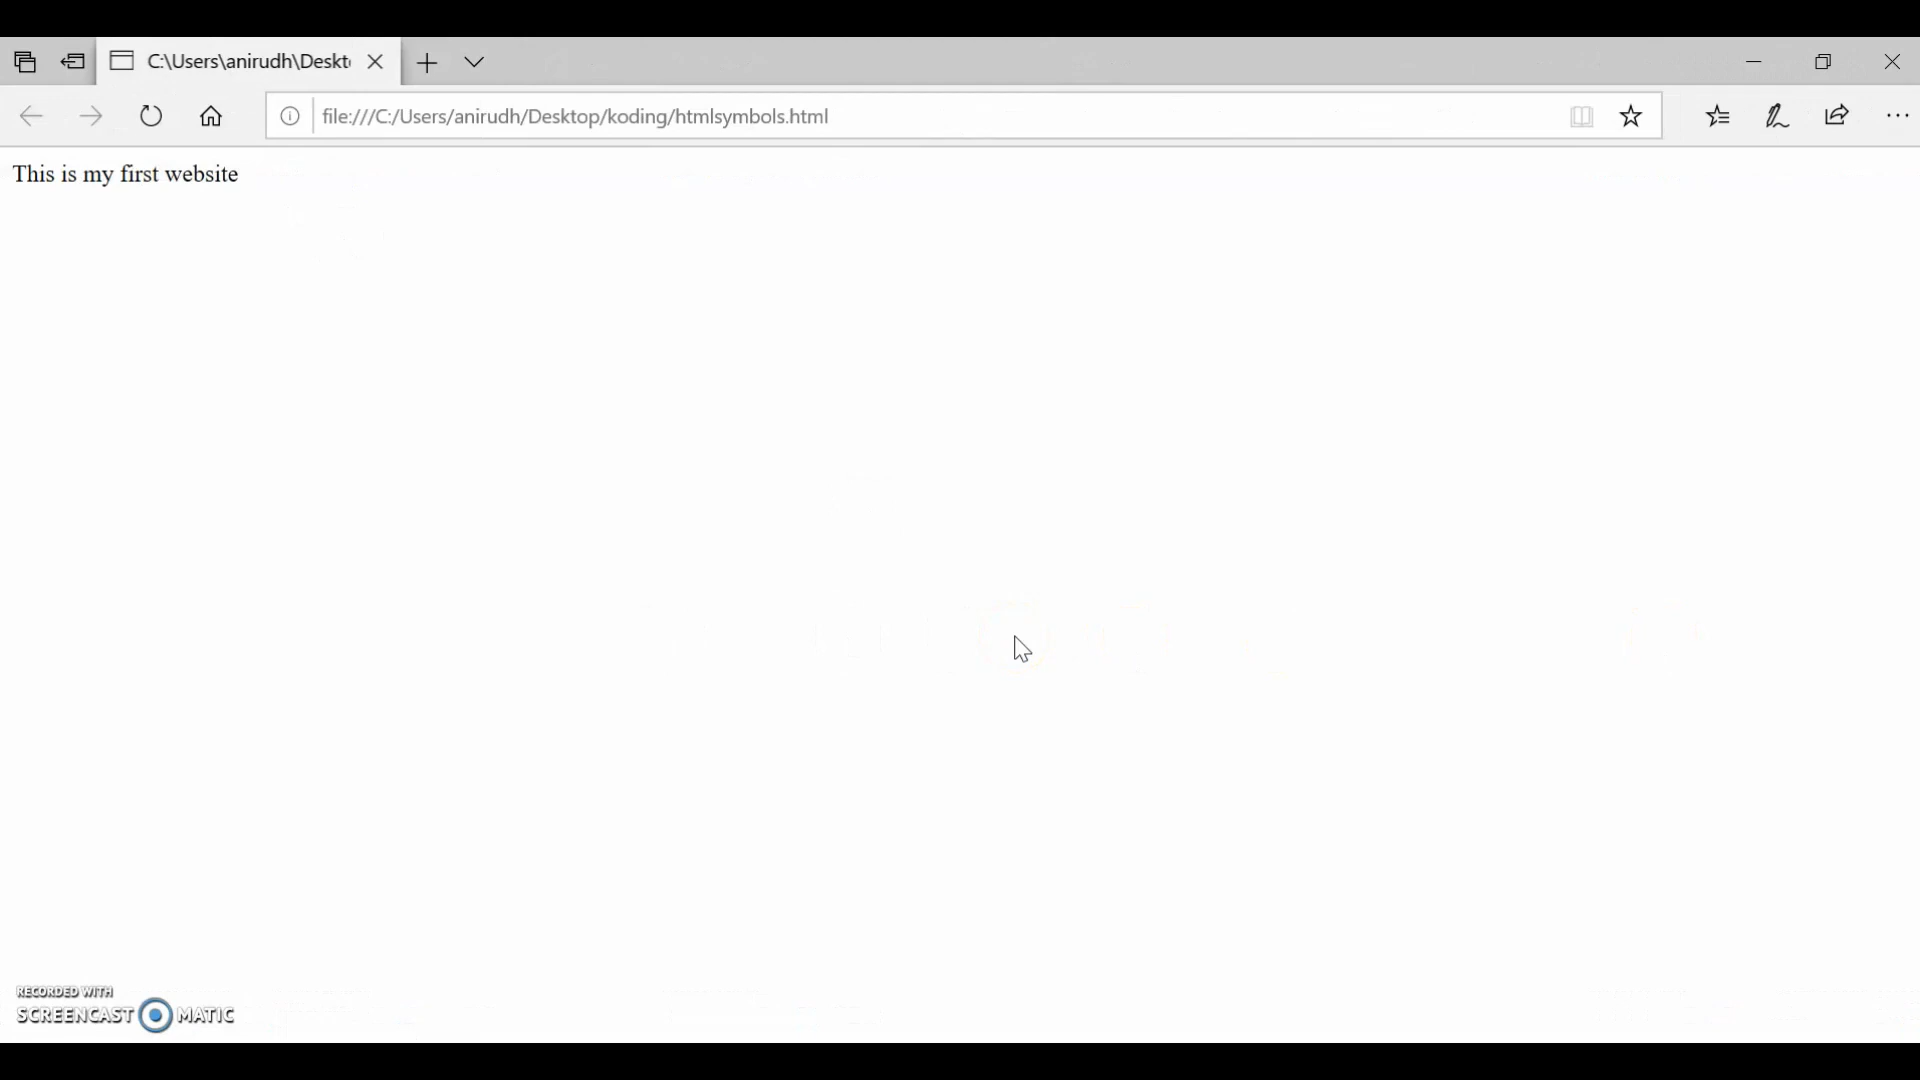 C:\Users\anirudh\Deskt
file:///C:/Users/anirudh/Desktop/koding/htmlsymbols.html
This is my first website
RECORDED WITH
SCREENCAST MATIC